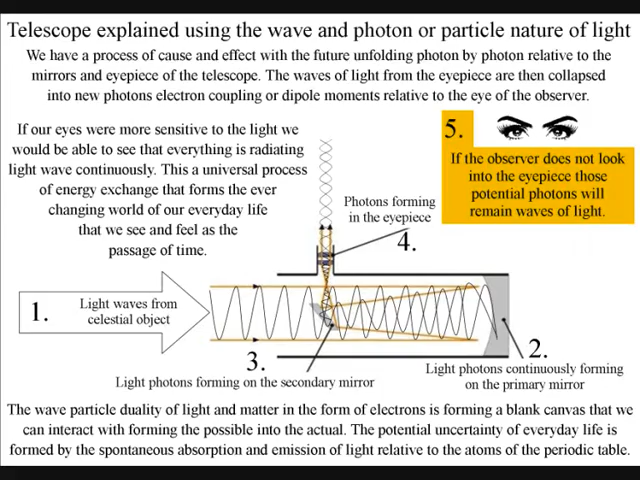 Telescope explained using the wave and photon or particle nature of light
We have a process of cause and effect with the future unfolding photon by photon relative to the
mirrors and eyepiece of the telescope. The waves of light from the eyepiece are then collapsed
into new photons electron coupling or dipole moments relative to the eye of the observer.
If our eyes were more sensitive to the light we
would be able to see that everything is radiating
light wave continuously. This a universal process
of energy exchange that forms the ever
changing world of our everyday life
that we see and feel as the
passage of time.
5.
If the observer does not look
into the eyepiece those
potential photons will
remain waves of light.
Photons forming
in the eyepiece
4.
1.
Light waves from
celestial object
2.
Light photons continuously forming
on the primary mirror
3.
Light photons forming on the secondary mirror
The wave particle duality of light and matter in the form of electrons is forming a blank canvas that we
can interact with forming the possible into the actual. The potential uncertainty of everyday life is
formed by the spontaneous absorption and emission of light relative to the atoms of the periodic table.